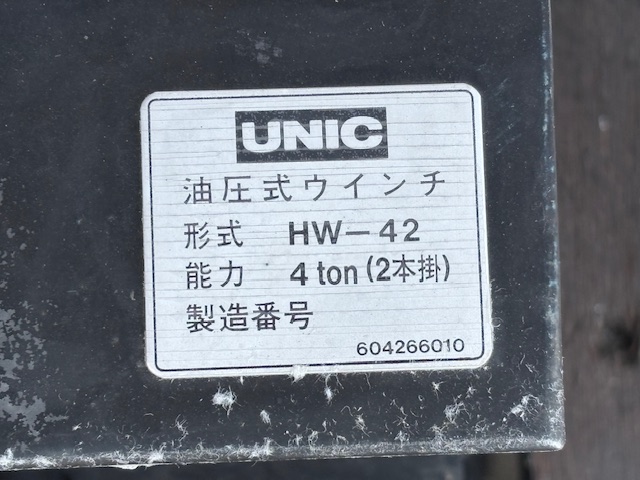 UNIC
油圧式ウインチ
形式 HW-42
能力 4 ton (2本掛)
製造番号
604266010